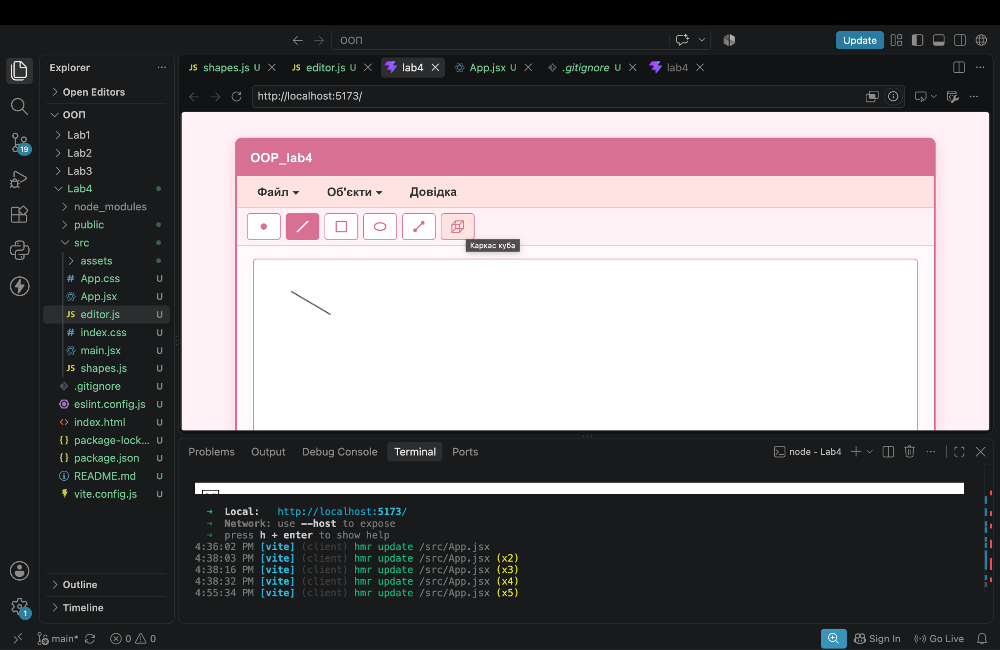 ООП
Update
Explorer
JS shapes.js U
JS editor.js U
lab4
App.jsx U
.gitignore U
lab4
Open Editors
http://localhost:5173/
ООП
Lab1
Lab2
Lab3
Lab4
node_modules
public
src
assets
# App.css U
App.jsx U
JS editor.js U
# index.css U
main.jsx U
JS shapes.js U
.gitignore U
eslint.config.js U
index.html U
{} package-lock... U
{} package.json U
README.md U
vite.config.js U
Outline
Timeline
19
1
OOP_lab4
Файл
Об'єкти
Довідка
Каркас куба
Problems
Output
Debug Console
Terminal
Ports
node - Lab4
➜ Local: http://localhost:5173/
➜ Network: use --host to expose
➜ press h + enter to show help
4:36:02 PM [vite] (client) hmr update /src/App.jsx
4:38:03 PM [vite] (client) hmr update /src/App.jsx (x2)
4:38:16 PM [vite] (client) hmr update /src/App.jsx (x3)
4:38:32 PM [vite] (client) hmr update /src/App.jsx (x4)
4:55:34 PM [vite] (client) hmr update /src/App.jsx (x5)
main*
0
0
Sign In
Go Live